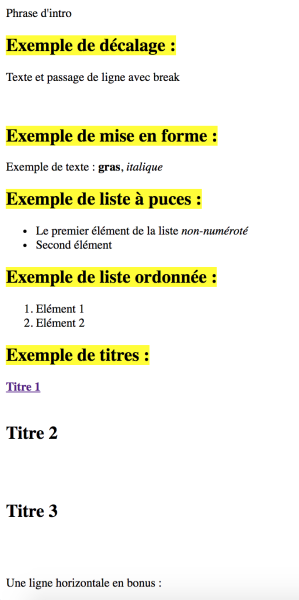 Phrase d'intro
Exemple de décalage :
Texte et passage de ligne avec break
Exemple de mise en forme :
Exemple de texte : gras, italique
Exemple de liste à puces :
• Le premier élément de la liste non-numéroté
• Second élément
Exemple de liste ordonnée :
1. Elément 1
2. Elément 2
Exemple de titres :
Titre 1
Titre 2
Titre 3
Une ligne horizontale en bonus :